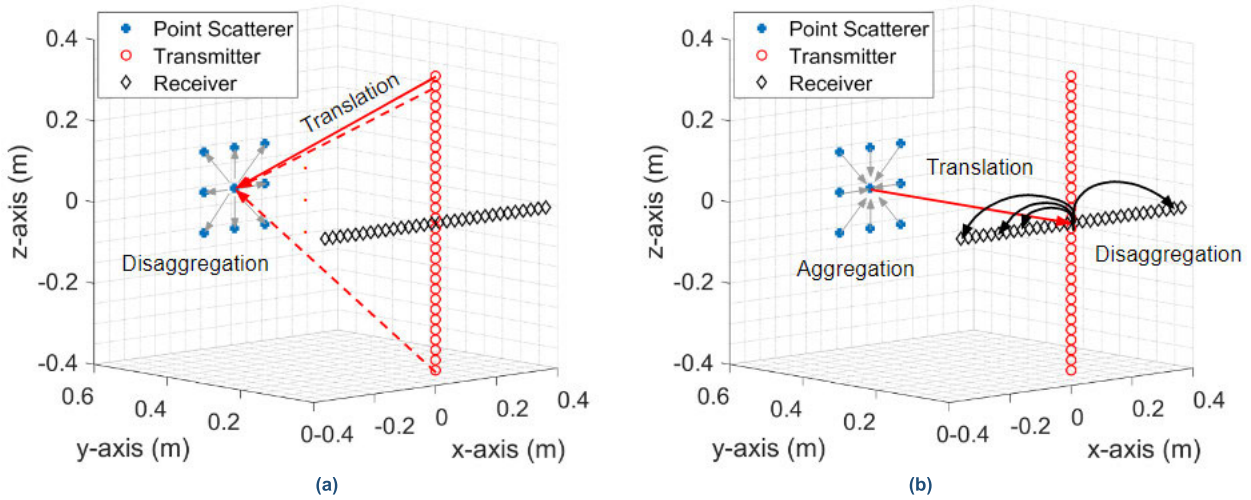 Point Scatterer
Transmitter
Receiver
Translation
Disaggregation
0.4
0.2
0
-0.2
-0.4
z-axis (m)
0.6
0.4
0.2
0
y-axis (m)
-0.4
-0.2
0
0.2
0.4
x-axis (m)
(a)
Point Scatterer
Transmitter
Receiver
Translation
Aggregation
Disaggregation
0.4
0.2
0
-0.2
-0.4
z-axis (m)
0.6
0.4
0.2
0
y-axis (m)
-0.4
-0.2
0
0.2
0.4
x-axis (m)
(b)